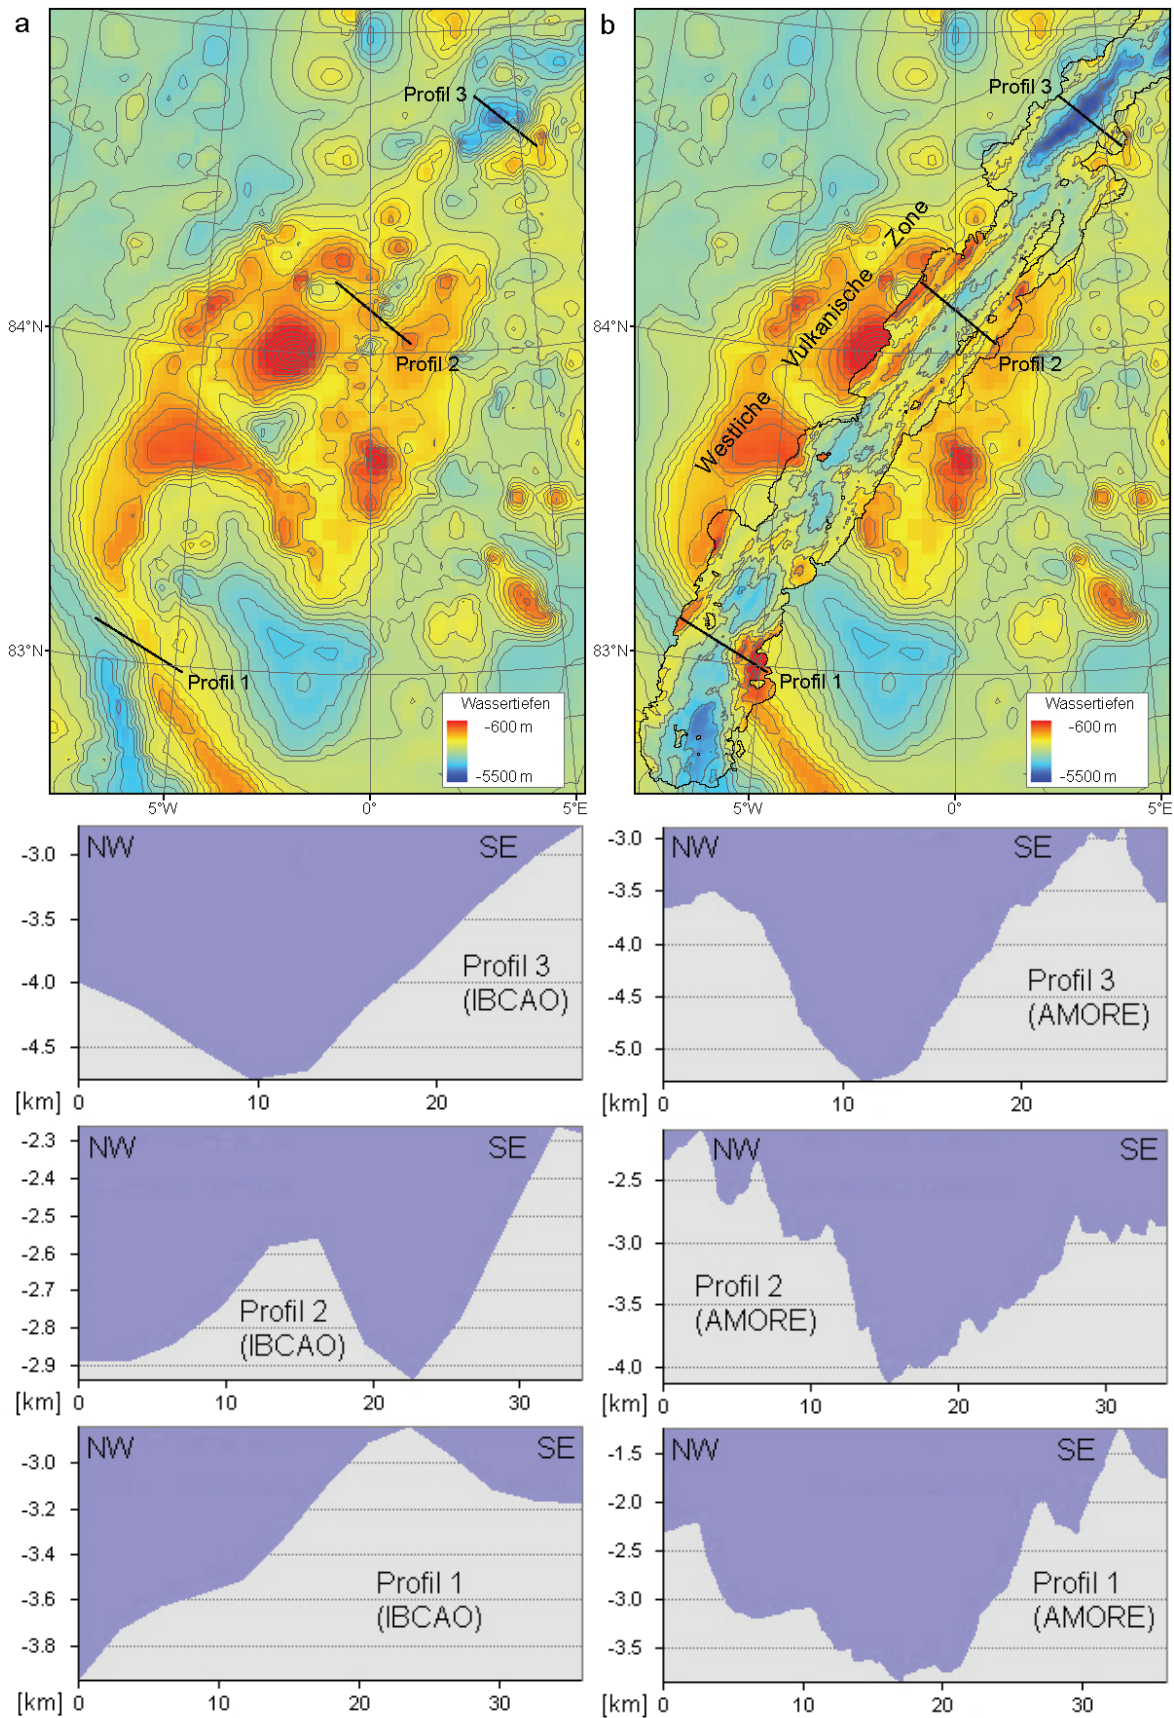 a
Profil 3
84°N
Profil 2
83°N
Profil 1
Wassertiefen
-600 m
-5500 m
5°W
0°
5°E
b
Profil 3
Westliche Vulkanische Zone
84°N
Profil 2
83°N
Profil 1
Wassertiefen
-600 m
-5500 m
5°W
0°
5°E
NW
SE
-3.0
-3.5
-4.0
-4.5
Profil 3
(IBCAO)
[km]
0
10
20
NW
SE
-3.0
-3.5
-4.0
-4.5
-5.0
Profil 3
(AMORE)
[km]
0
10
20
NW
SE
-2.3
-2.4
-2.5
-2.6
-2.7
-2.8
-2.9
Profil 2
(IBCAO)
[km]
0
10
20
30
NW
SE
-2.5
-3.0
-3.5
-4.0
Profil 2
(AMORE)
[km]
0
10
20
30
NW
SE
-3.0
-3.2
-3.4
-3.6
-3.8
Profil 1
(IBCAO)
[km]
0
10
20
30
NW
SE
-1.5
-2.0
-2.5
-3.0
-3.5
Profil 1
(AMORE)
[km]
0
10
20
30